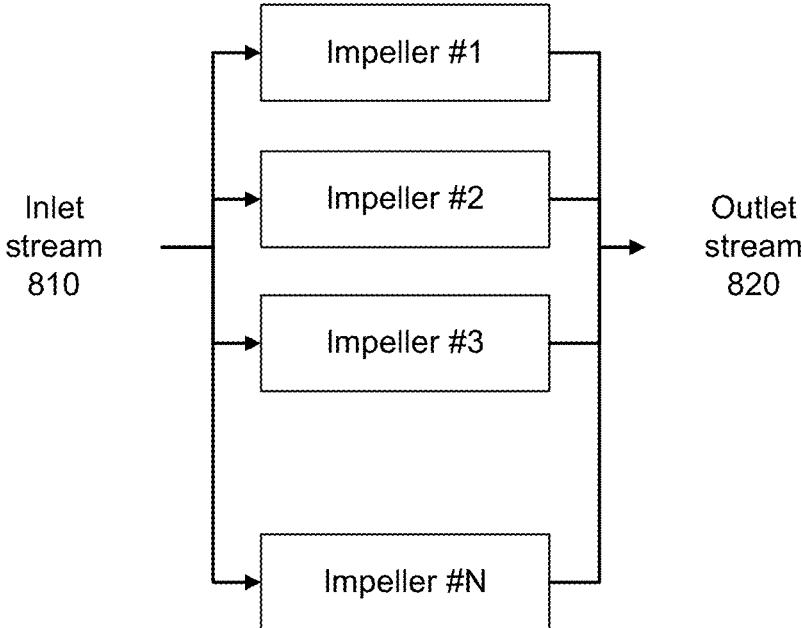 Impeller #1
Impeller #2
Inlet
stream
810
Outlet
stream
820
Impeller #3
Impeller #N